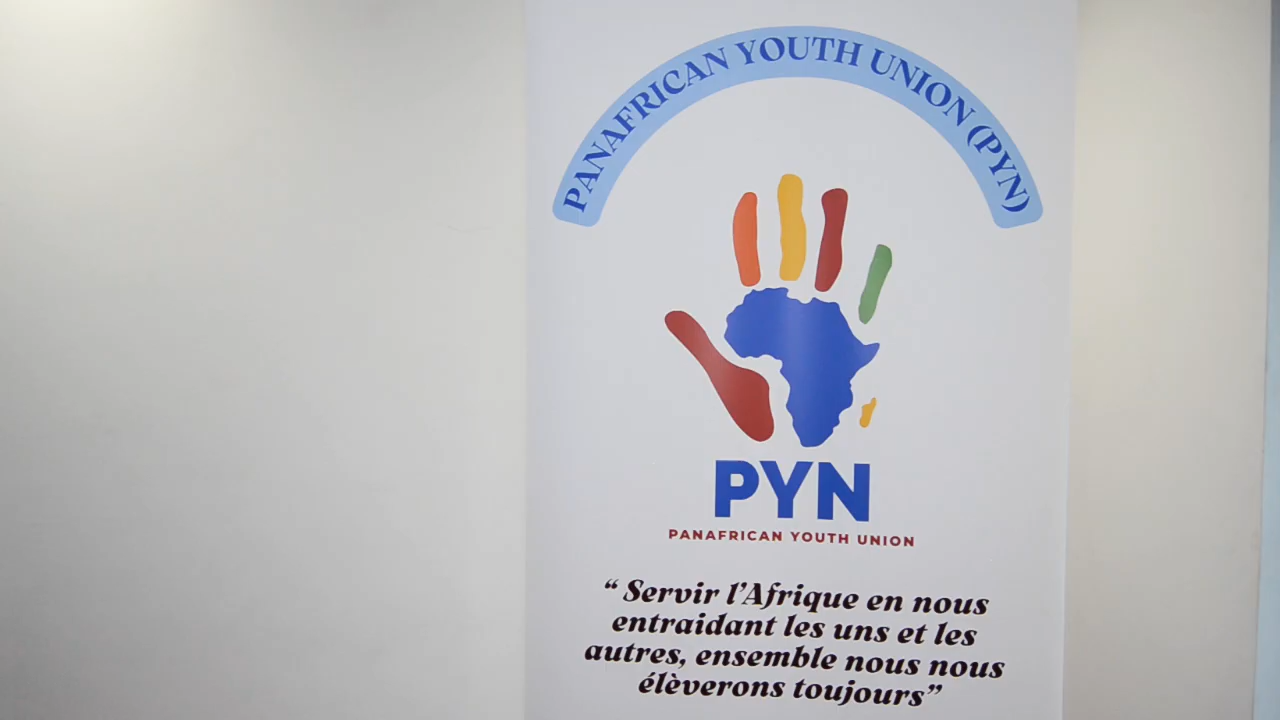 PANAFRICAN YOUTH UNION (PYN)
PYN
PANAFRICAN YOUTH UNION
“ Servir l’Afrique en nous
entraidant les uns et les
autres, ensemble nous nous
élèverons toujours”